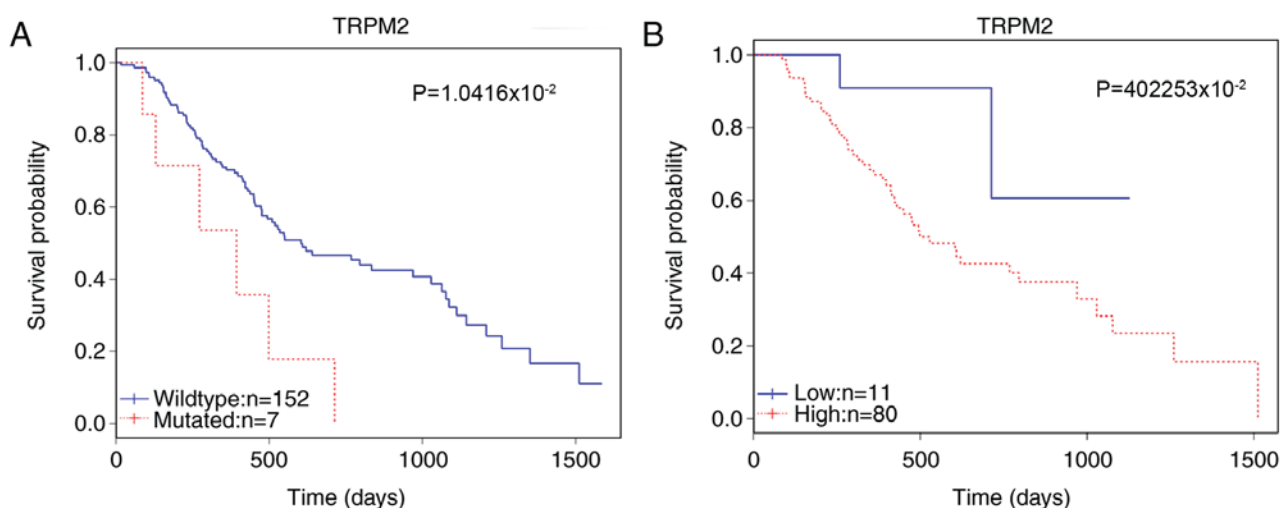 A
TRPM2
P=1.0416x10-2
Survival probability
1.0
0.8
0.6
0.4
0.2
0.0
Wildtype:n=152
Mutated:n=7
0 500 1000 1500
Time (days)
B
TRPM2
P=402253x10-2
Survival probability
1.0
0.8
0.6
0.4
0.2
0.0
Low:n=11
High:n=80
0 500 1000 1500
Time (days)